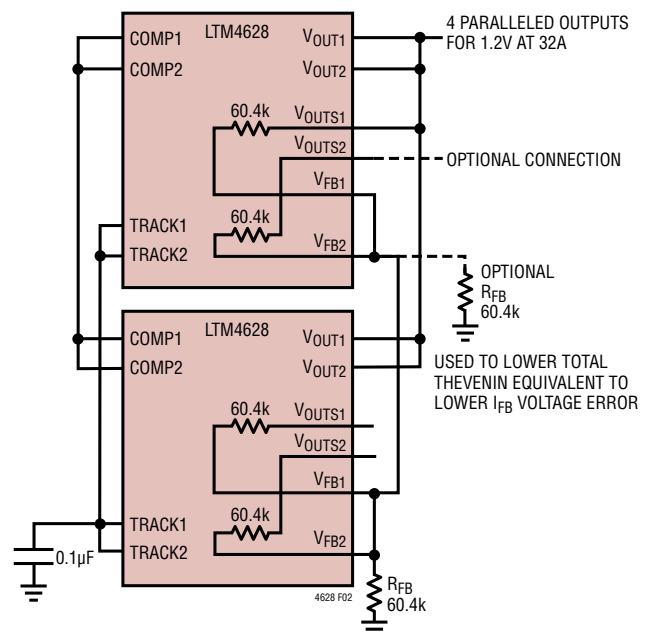 COMP1 LTM4628 VOUT1 4 PARALLELED OUTPUTS
FOR 1.2V AT 32A
COMP2 VOUT2
60.4k VOUTS1
VOUTS2 OPTIONAL CONNECTION
VFB1
60.4k
TRACK1
VFB2
TRACK2
OPTIONAL
RFB
60.4k
COMP1 LTM4628 VOUT1
COMP2 VOUT2
USED TO LOWER TOTAL
THEVENIN EQUIVALENT TO
LOWER IFB VOLTAGE ERROR
60.4k VOUTS1
VOUTS2
VFB1
60.4k
TRACK1
VFB2
TRACK2
0.1µF
4628 F02
RFB
60.4k